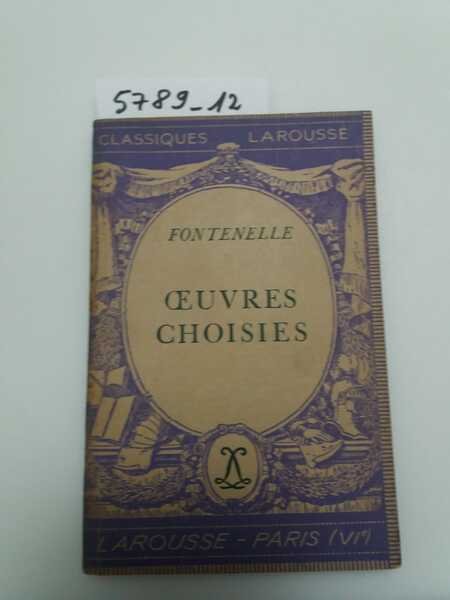 5789_12
CLASSIQUES LAROUSSE
FONTENELLE
ŒUVRES
CHOISIES
LAROUSSE - PARIS (VIᵉ)